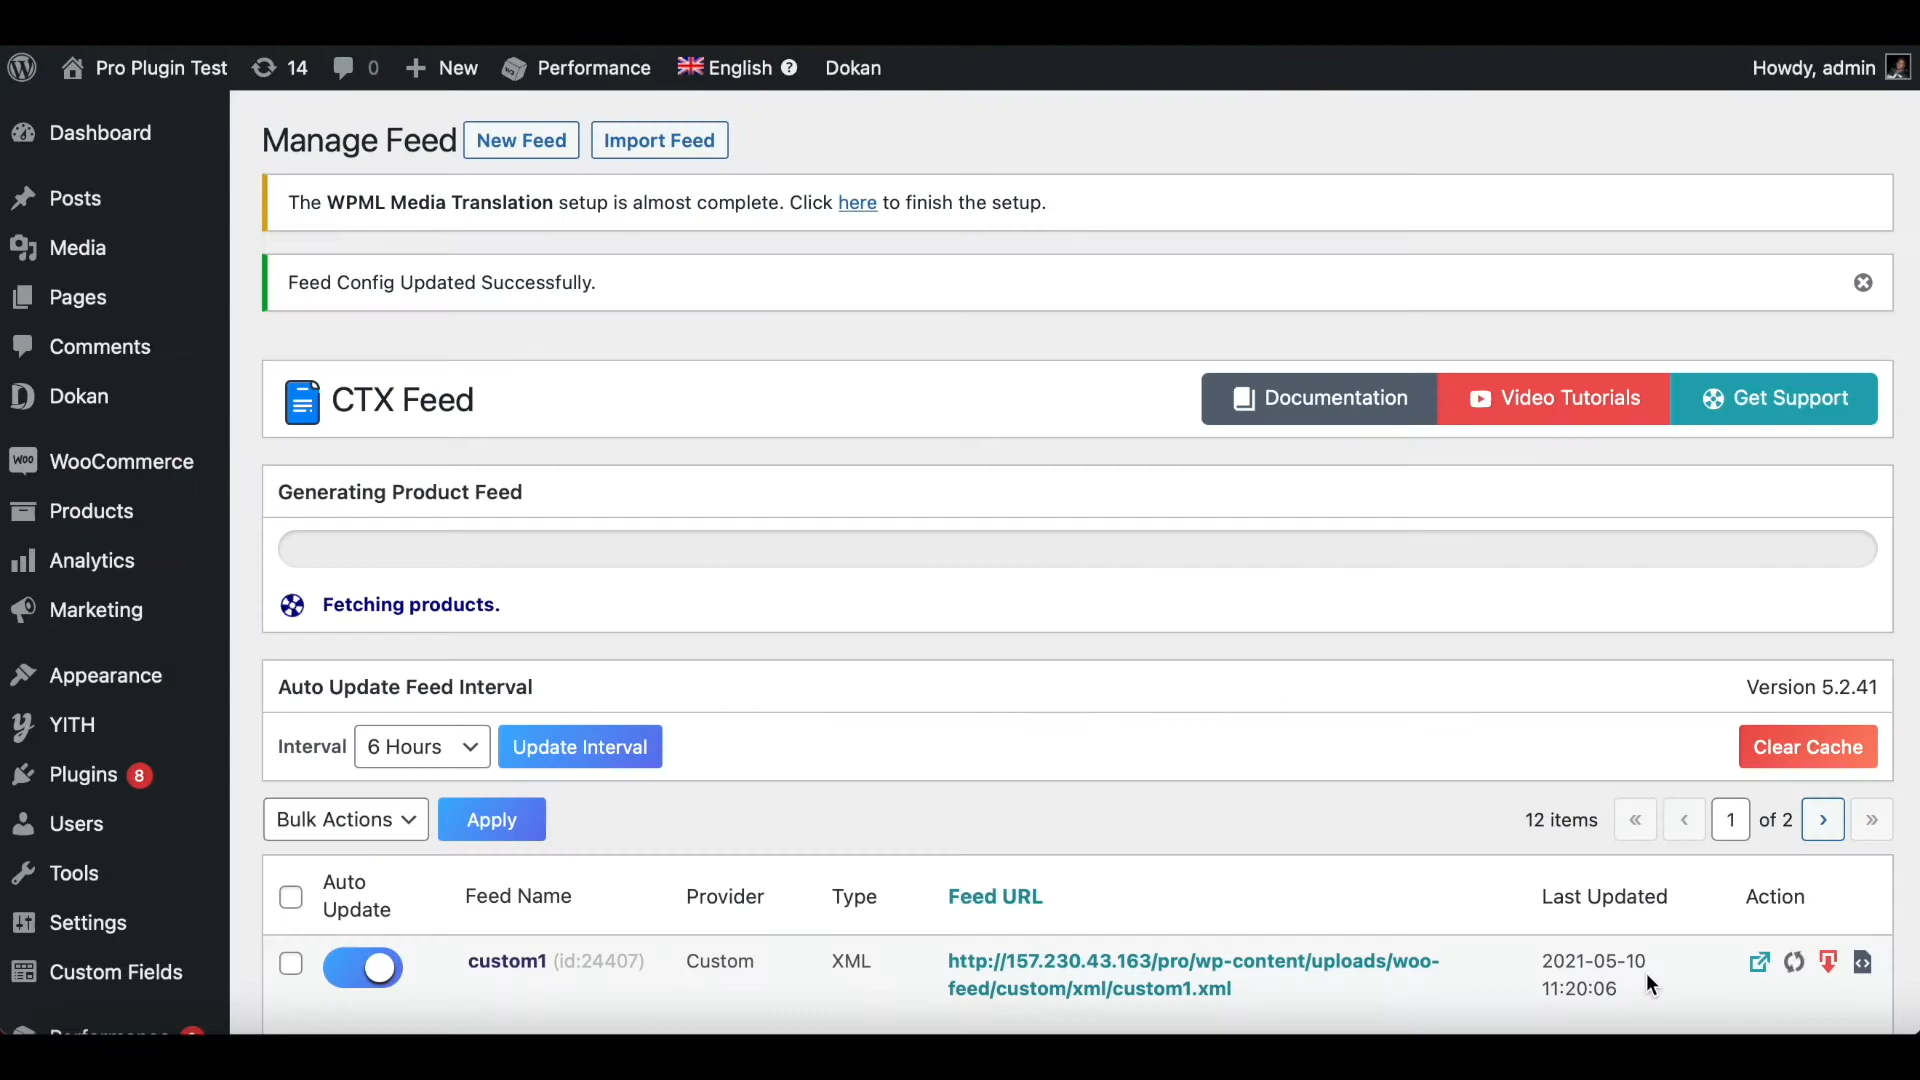 Pro Plugin Test 14 0 New Performance English Dokan Howdy, admin
Dashboard
Posts
Media
Pages
Comments
Dokan
WooCommerce
Products
Analytics
Marketing
Appearance
YITH
Plugins 8
Users
Tools
Settings
Custom Fields
Manage Feed New Feed Import Feed
The WPML Media Translation setup is almost complete. Click here to finish the setup.
Feed Config Updated Successfully.
CTX Feed Documentation Video Tutorials Get Support
Generating Product Feed
Fetching products.
Auto Update Feed Interval Version 5.2.41
Interval 6 Hours Update Interval Clear Cache
Bulk Actions Apply 12 items « ‹ 1 of 2 › »
Auto Update Feed Name Provider Type Feed URL Last Updated Action
custom1 (id:24407) Custom XML http://157.230.43.163/pro/wp-content/uploads/woo- 2021-05-10
feed/custom/xml/custom1.xml 11:20:06